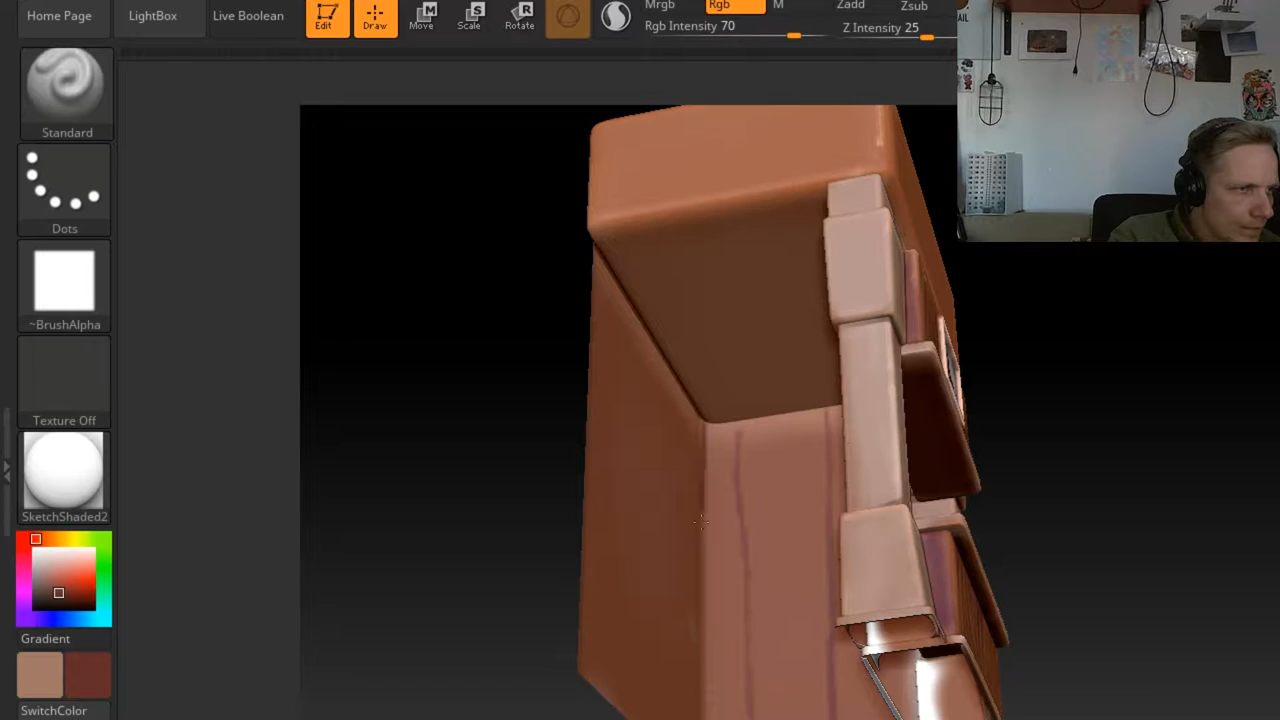 Home Page
LightBox
Live Boolean
Edit
Draw
M
Move
S
Scale
R
Rotate
Mrgb
Rgb
M
Zadd
Zsub
Rgb Intensity 70
Z Intensity 25
Standard
Dots
~BrushAlpha
Texture Off
SketchShaded2
Gradient
SwitchColor